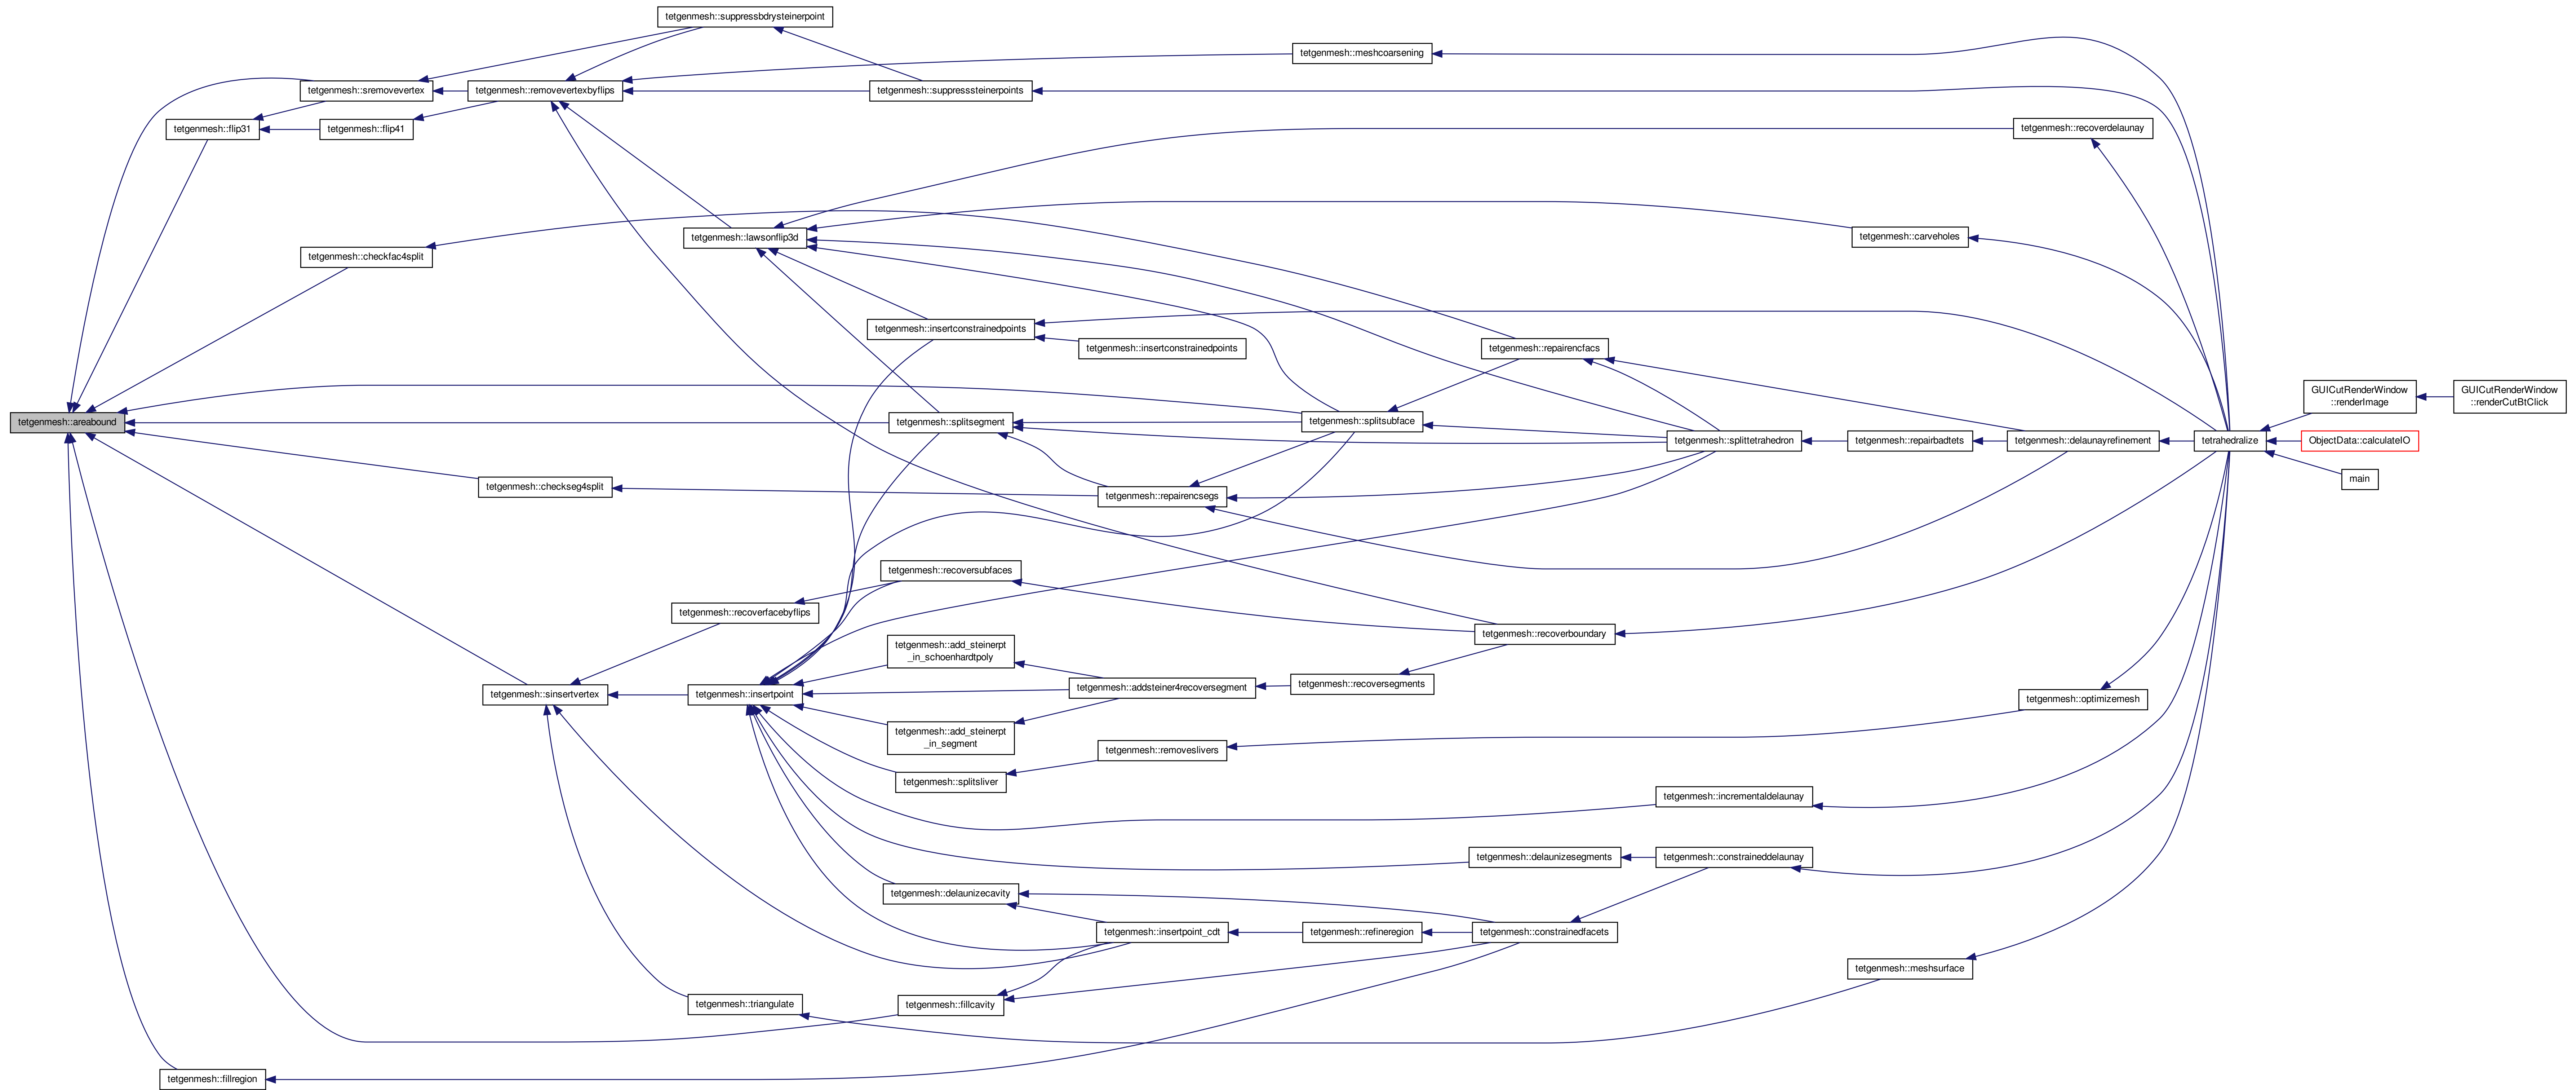 tetgenmesh::suppressbdrysteinerpoint
tetgenmesh::meshcoarsening
tetgenmesh::sremovevertex
tetgenmesh::removevertexbyflips
tetgenmesh::suppresssteinerpoints
tetgenmesh::flip31
tetgenmesh::flip41
tetgenmesh::recoverdelaunay
tetgenmesh::lawsonflip3d
tetgenmesh::carveholes
tetgenmesh::checkfac4split
tetgenmesh::insertconstrainedpoints
tetgenmesh::insertconstrainedpoints
tetgenmesh::repairencfacs
GUICutRenderWindow
::renderImage
GUICutRenderWindow
::renderCutBtClick
tetgenmesh::areabound
tetgenmesh::splitsegment
tetgenmesh::splitsubface
tetgenmesh::splittetrahedron
tetgenmesh::repairbadtets
tetgenmesh::delaunayrefinement
tetrahedralize
ObjectData::calculateIO
main
tetgenmesh::checkseg4split
tetgenmesh::repairencsegs
tetgenmesh::recoversubfaces
tetgenmesh::recoverfacebyflips
tetgenmesh::recoverboundary
tetgenmesh::add_steinerpt
_in_schoenhardtpoly
tetgenmesh::sinsertvertex
tetgenmesh::insertpoint
tetgenmesh::addsteiner4recoversegment
tetgenmesh::recoversegments
tetgenmesh::optimizemesh
tetgenmesh::add_steinerpt
_in_segment
tetgenmesh::removeslivers
tetgenmesh::splitsliver
tetgenmesh::incrementaldelaunay
tetgenmesh::delaunizesegments
tetgenmesh::constraineddelaunay
tetgenmesh::delaunizecavity
tetgenmesh::insertpoint_cdt
tetgenmesh::refineregion
tetgenmesh::constrainedfacets
tetgenmesh::meshsurface
tetgenmesh::triangulate
tetgenmesh::fillcavity
tetgenmesh::fillregion